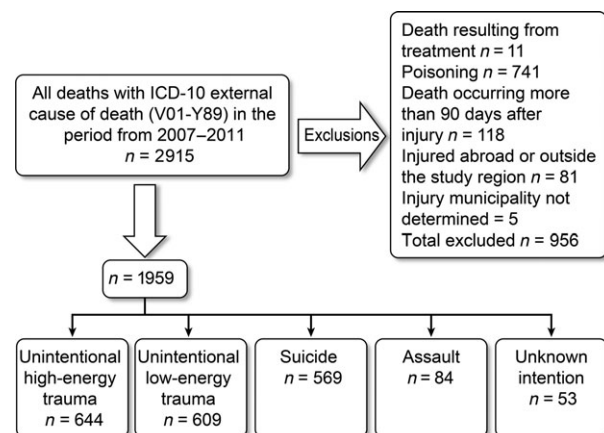 All deaths with ICD-10 external
cause of death (V01-Y89) in the
period from 2007–2011
n = 2915
Exclusions
Death resulting from
treatment n = 11
Poisoning n = 741
Death occurring more
than 90 days after
injury n = 118
Injured abroad or outside
the study region n = 81
Injury municipality not
determined = 5
Total excluded n = 956
n = 1959
Unintentional
high-energy
trauma
n = 644
Unintentional
low-energy
trauma
n = 609
Suicide
n = 569
Assault
n = 84
Unknown
intention
n = 53